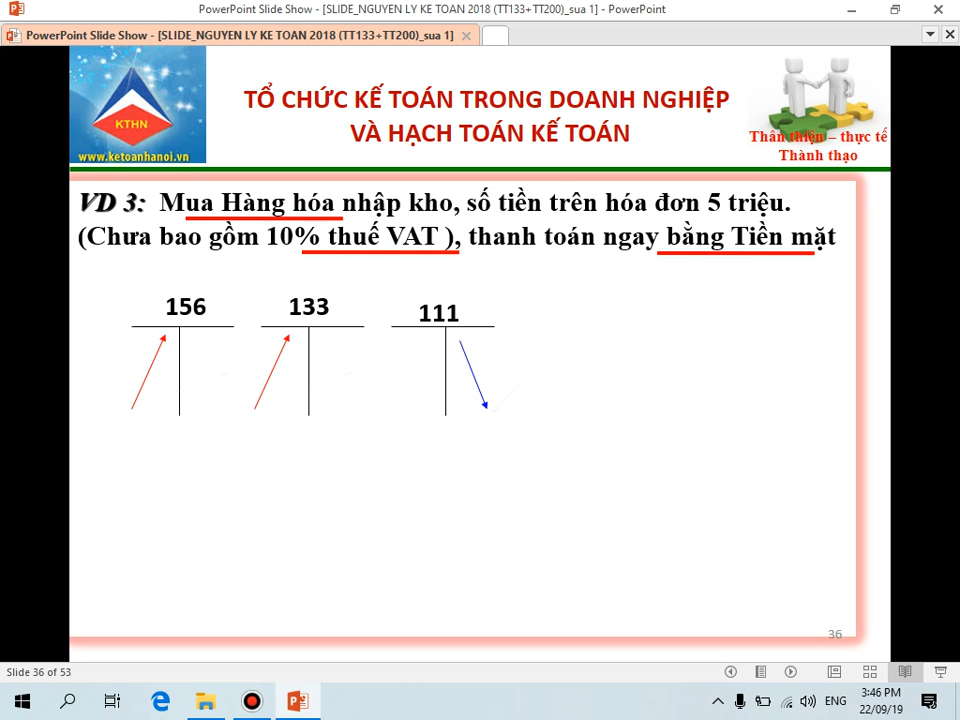 PowerPoint Slide Show - [SLIDE_NGUYEN LY KE TOAN 2018 (TT133+TT200)_sua 1] - PowerPoint
PowerPoint Slide Show - [SLIDE_NGUYEN LY KE TOAN 2018 (TT133+TT200)_sua 1]
KTHN
www.ketoanhanoi.vn
TỔ CHỨC KẾ TOÁN TRONG DOANH NGHIỆP
VÀ HẠCH TOÁN KẾ TOÁN
Thân thiện – thực tế
Thành thạo
VD 3: Mua Hàng hóa nhập kho, số tiền trên hóa đơn 5 triệu.
(Chưa bao gồm 10% thuế VAT ), thanh toán ngay bằng Tiền mặt
156 133 111
36
Slide 36 of 53
ENG
3:46 PM
22/09/19